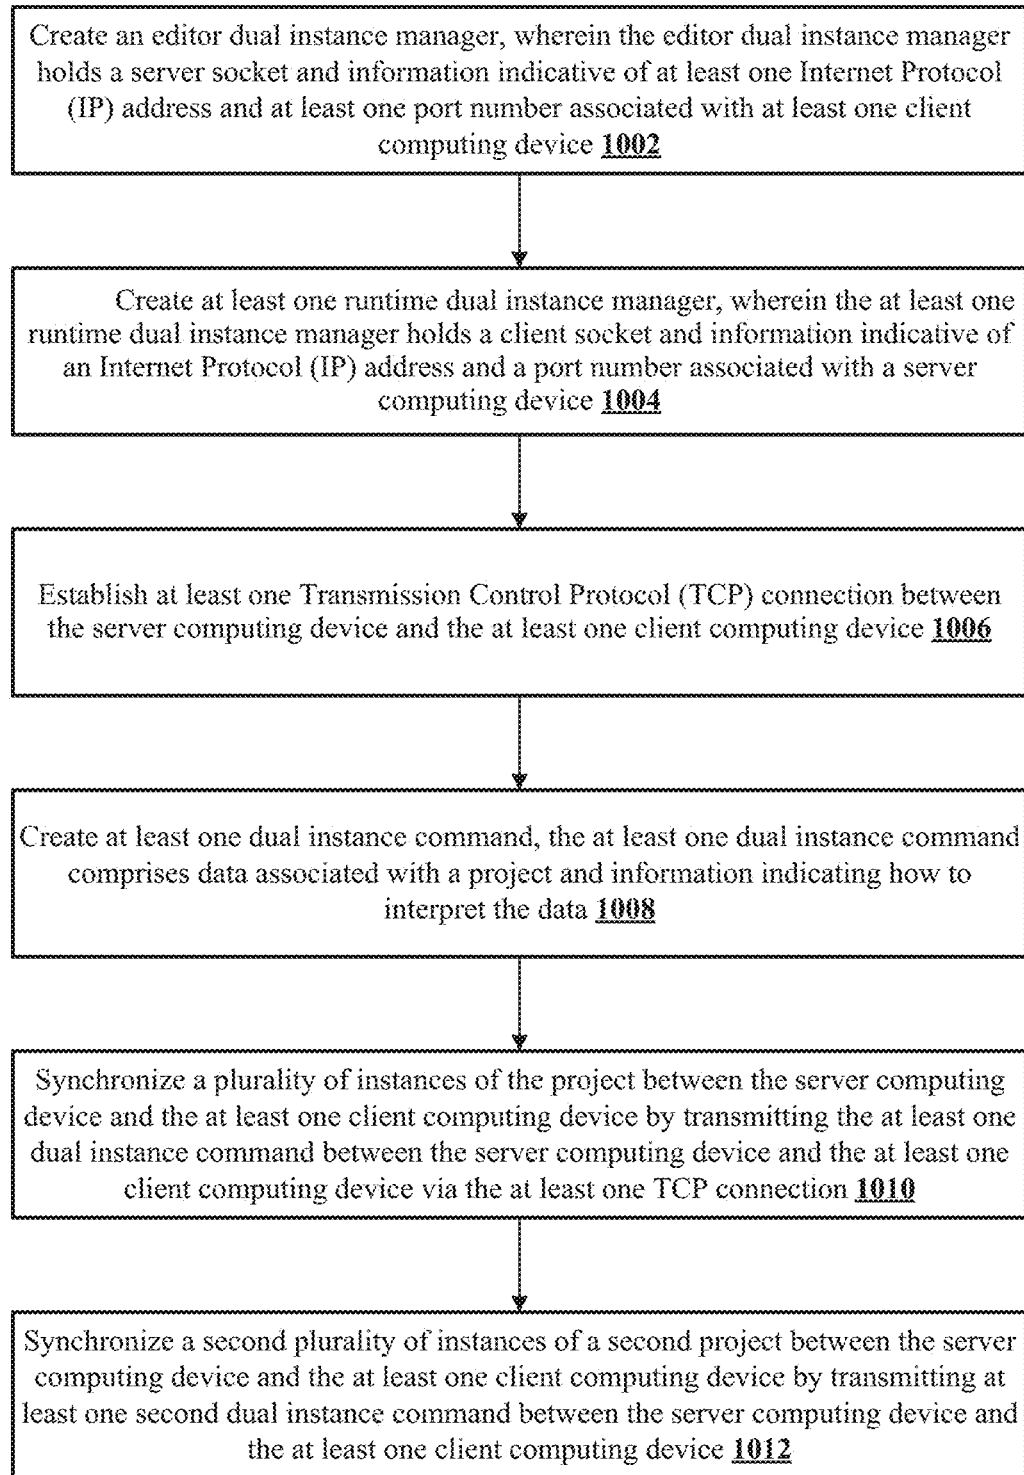 Create an editor dual instance manager, wherein the editor dual instance manager
holds a server socket and information indicative of at least one Internet Protocol
(IP) address and at least one port number associated with at least one client
computing device 1002
Create at least one runtime dual instance manager, wherein the at least one
runtime dual instance manager holds a client socket and information indicative of
an Internet Protocol (IP) address and a port number associated with a server
computing device 1004
Establish at least one Transmission Control Protocol (TCP) connection between
the server computing device and the at least one client computing device 1006
Create at least one dual instance command, the at least one dual instance command
comprises data associated with a project and information indicating how to
interpret the data 1008
Synchronize a plurality of instances of the project between the server computing
device and the at least one client computing device by transmitting the at least one
dual instance command between the server computing device and the at least one
client computing device via the at least one TCP connection 1010
Synchronize a second plurality of instances of a second project between the server
computing device and the at least one client computing device by transmitting at
least one second dual instance command between the server computing device and
the at least one client computing device 1012